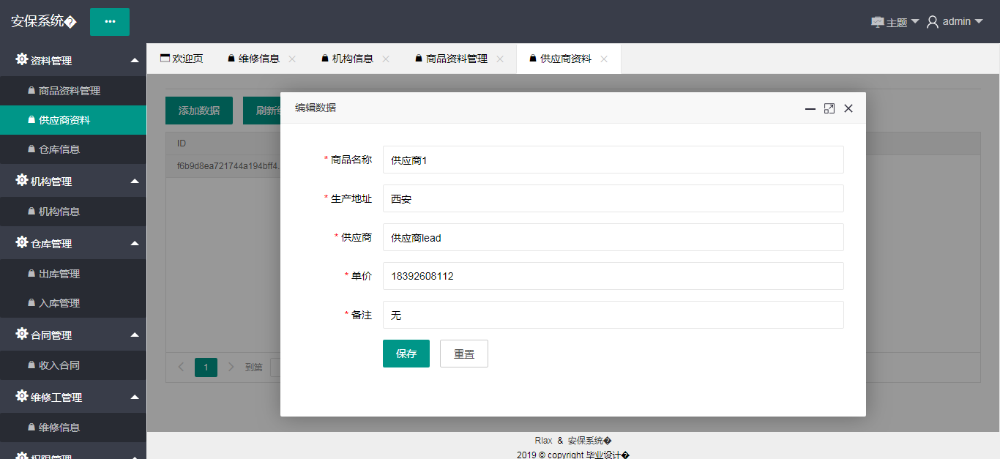 安保系统�
主题
admin
欢迎页
维修信息
机构信息
商品资料管理
供应商资料
资料管理
商品资料管理
供应商资料
仓库信息
机构管理
机构信息
仓库管理
出库管理
入库管理
合同管理
收入合同
维修工管理
维修信息
权限管理
添加数据
刷新
ID
f6b9d8ea721744a194bff4.
1
到第
编辑数据
* 商品名称 供应商1
* 生产地址 西安
* 供应商 供应商lead
* 单价 18392608112
* 备注 无
保存 重置
Rlax & 安保系统�
2019 © copyright 毕业设计�